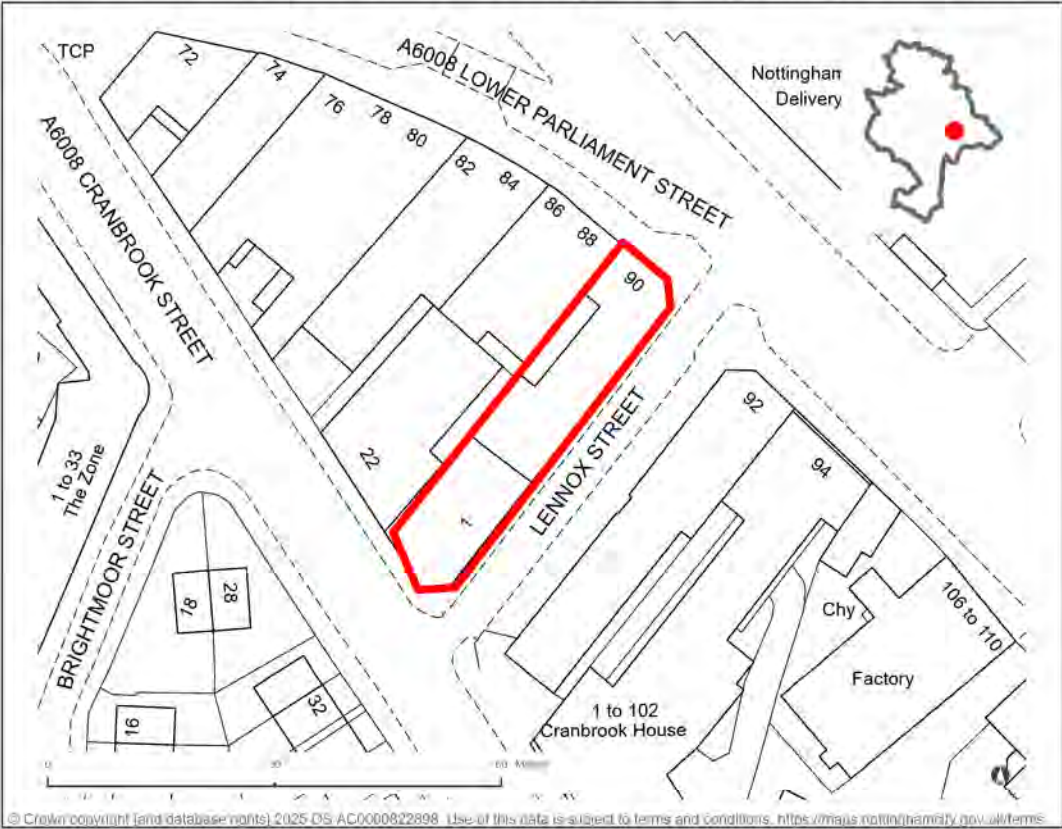 TCP
72
74
76
78
80
82
84
86
88
90
A6008 LOWER PARLIAMENT STREET
Nottingham
Delivery
A6008 CRANBROOK STREET
22
LENNOX STREET
92
94
1 to 33
The Zone
BRIGHTMOOR STREET
18
28
16
32
Chy
106 to 110
Factory
1 to 102
Cranbrook House
0
60
© Crown copyright [and database rights] 2025 OS AC0000822898. Use of this data is subject to terms and conditions.